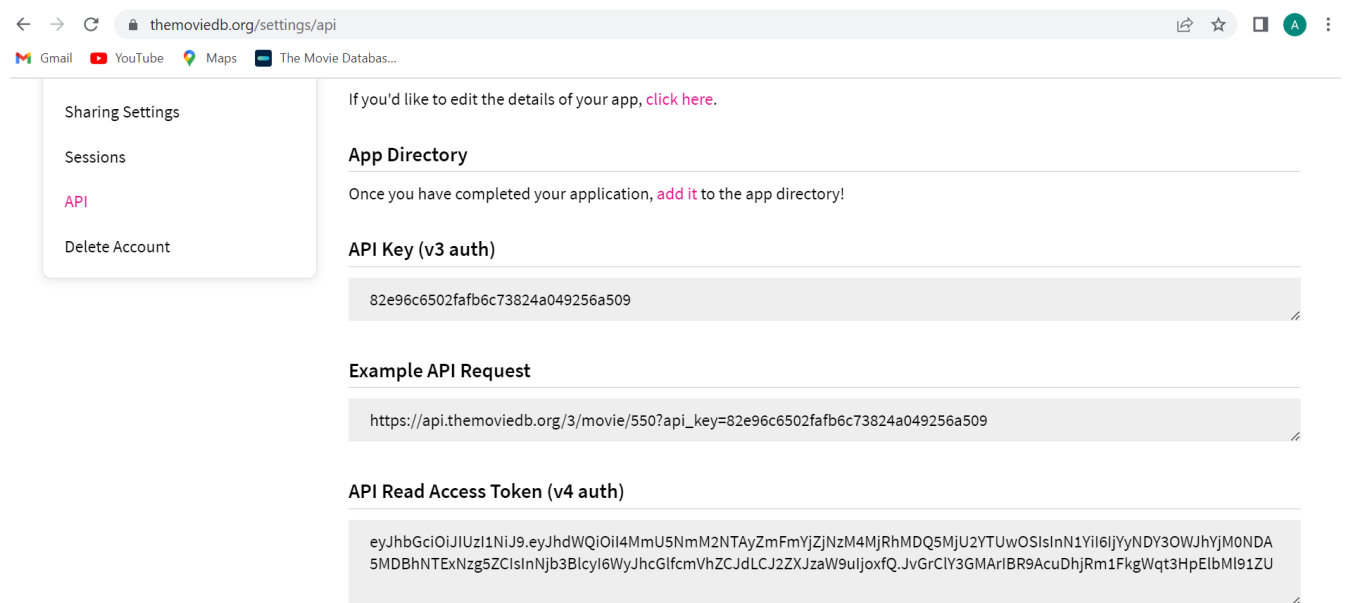 themoviedb.org/settings/api
A
Gmail YouTube Maps The Movie Databas...
Sharing Settings
Sessions
API
Delete Account
If you'd like to edit the details of your app, click here.
App Directory
Once you have completed your application, add it to the app directory!
API Key (v3 auth)
82e96c6502fafb6c73824a049256a509
Example API Request
https://api.themoviedb.org/3/movie/550?api_key=82e96c6502fafb6c73824a049256a509
API Read Access Token (v4 auth)
eyJhbGciOiJIUzI1NiJ9.eyJhdWQiOiI4MmU5NmM2NTAyZmFmYjZjNzM4MjRhMDQ5MjU2YTUwOSIsInN1YiI6IjYyNDY3OWJhYjM0NDA
5MDBhNTExNzg5ZCIsInNjb3BlcyI6WyJhcGlfcmVhZCJdLCJ2ZXJzaW9uIjoxfQ.JvGrClY3GMArIBR9AcuDhjRm1FkgWqt3HpElbMl91ZU